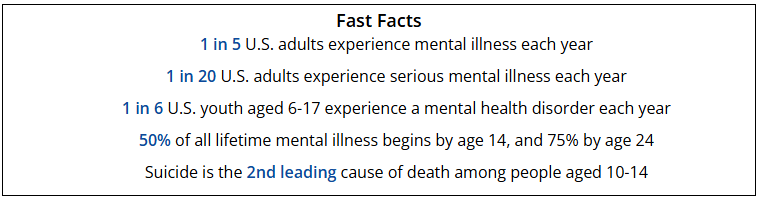 Fast Facts
1 in 5 U.S. adults experience mental illness each year
1 in 20 U.S. adults experience serious mental illness each year
1 in 6 U.S. youth aged 6-17 experience a mental health disorder each year
50% of all lifetime mental illness begins by age 14, and 75% by age 24
Suicide is the 2nd leading cause of death among people aged 10-14